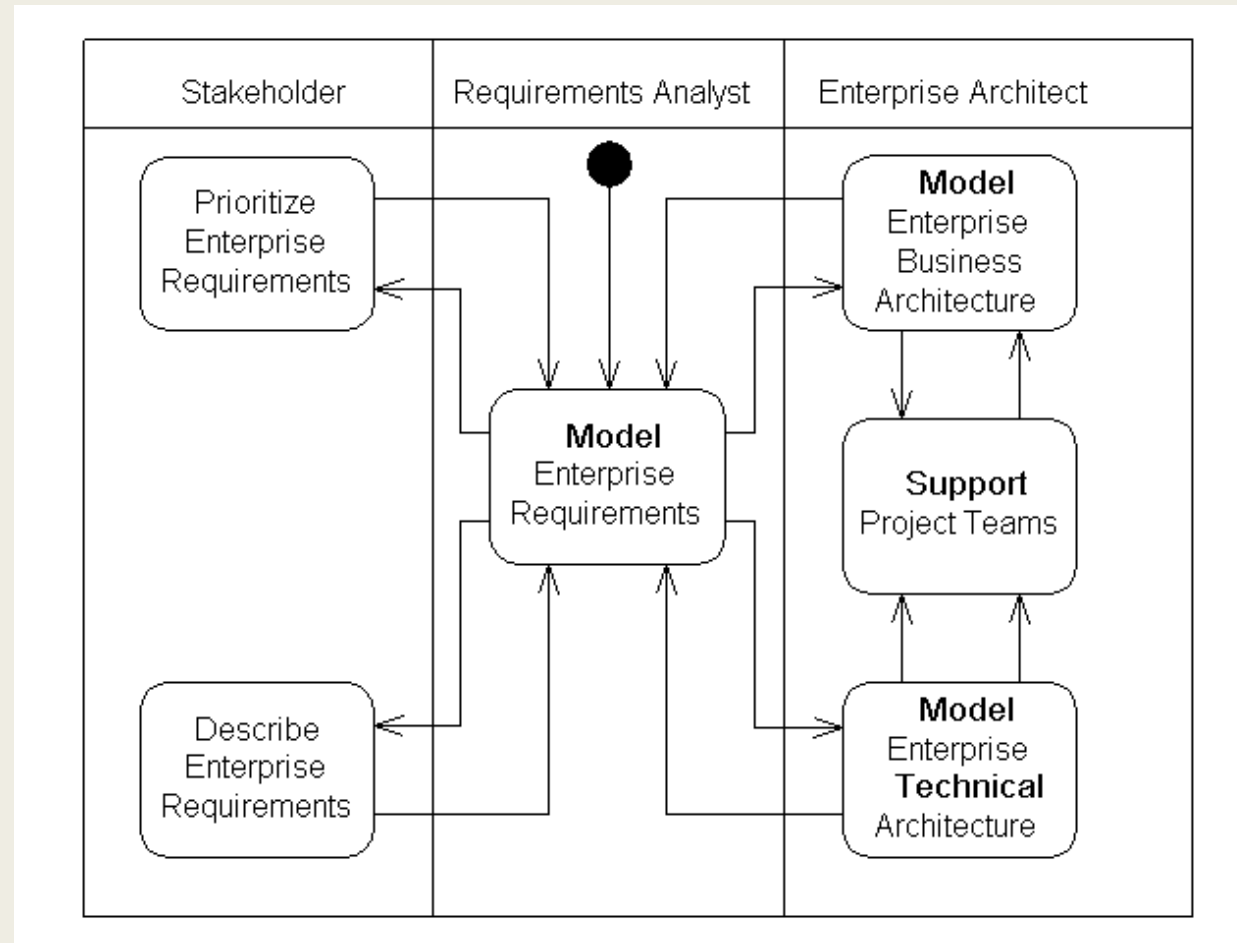 Stakeholder
Requirements Analyst
Enterprise Architect
Prioritize
Enterprise
Requirements
Model
Enterprise
Business
Architecture
Model
Enterprise
Requirements
Support
Project Teams
Describe
Enterprise
Requirements
Model
Enterprise
Technical
Architecture